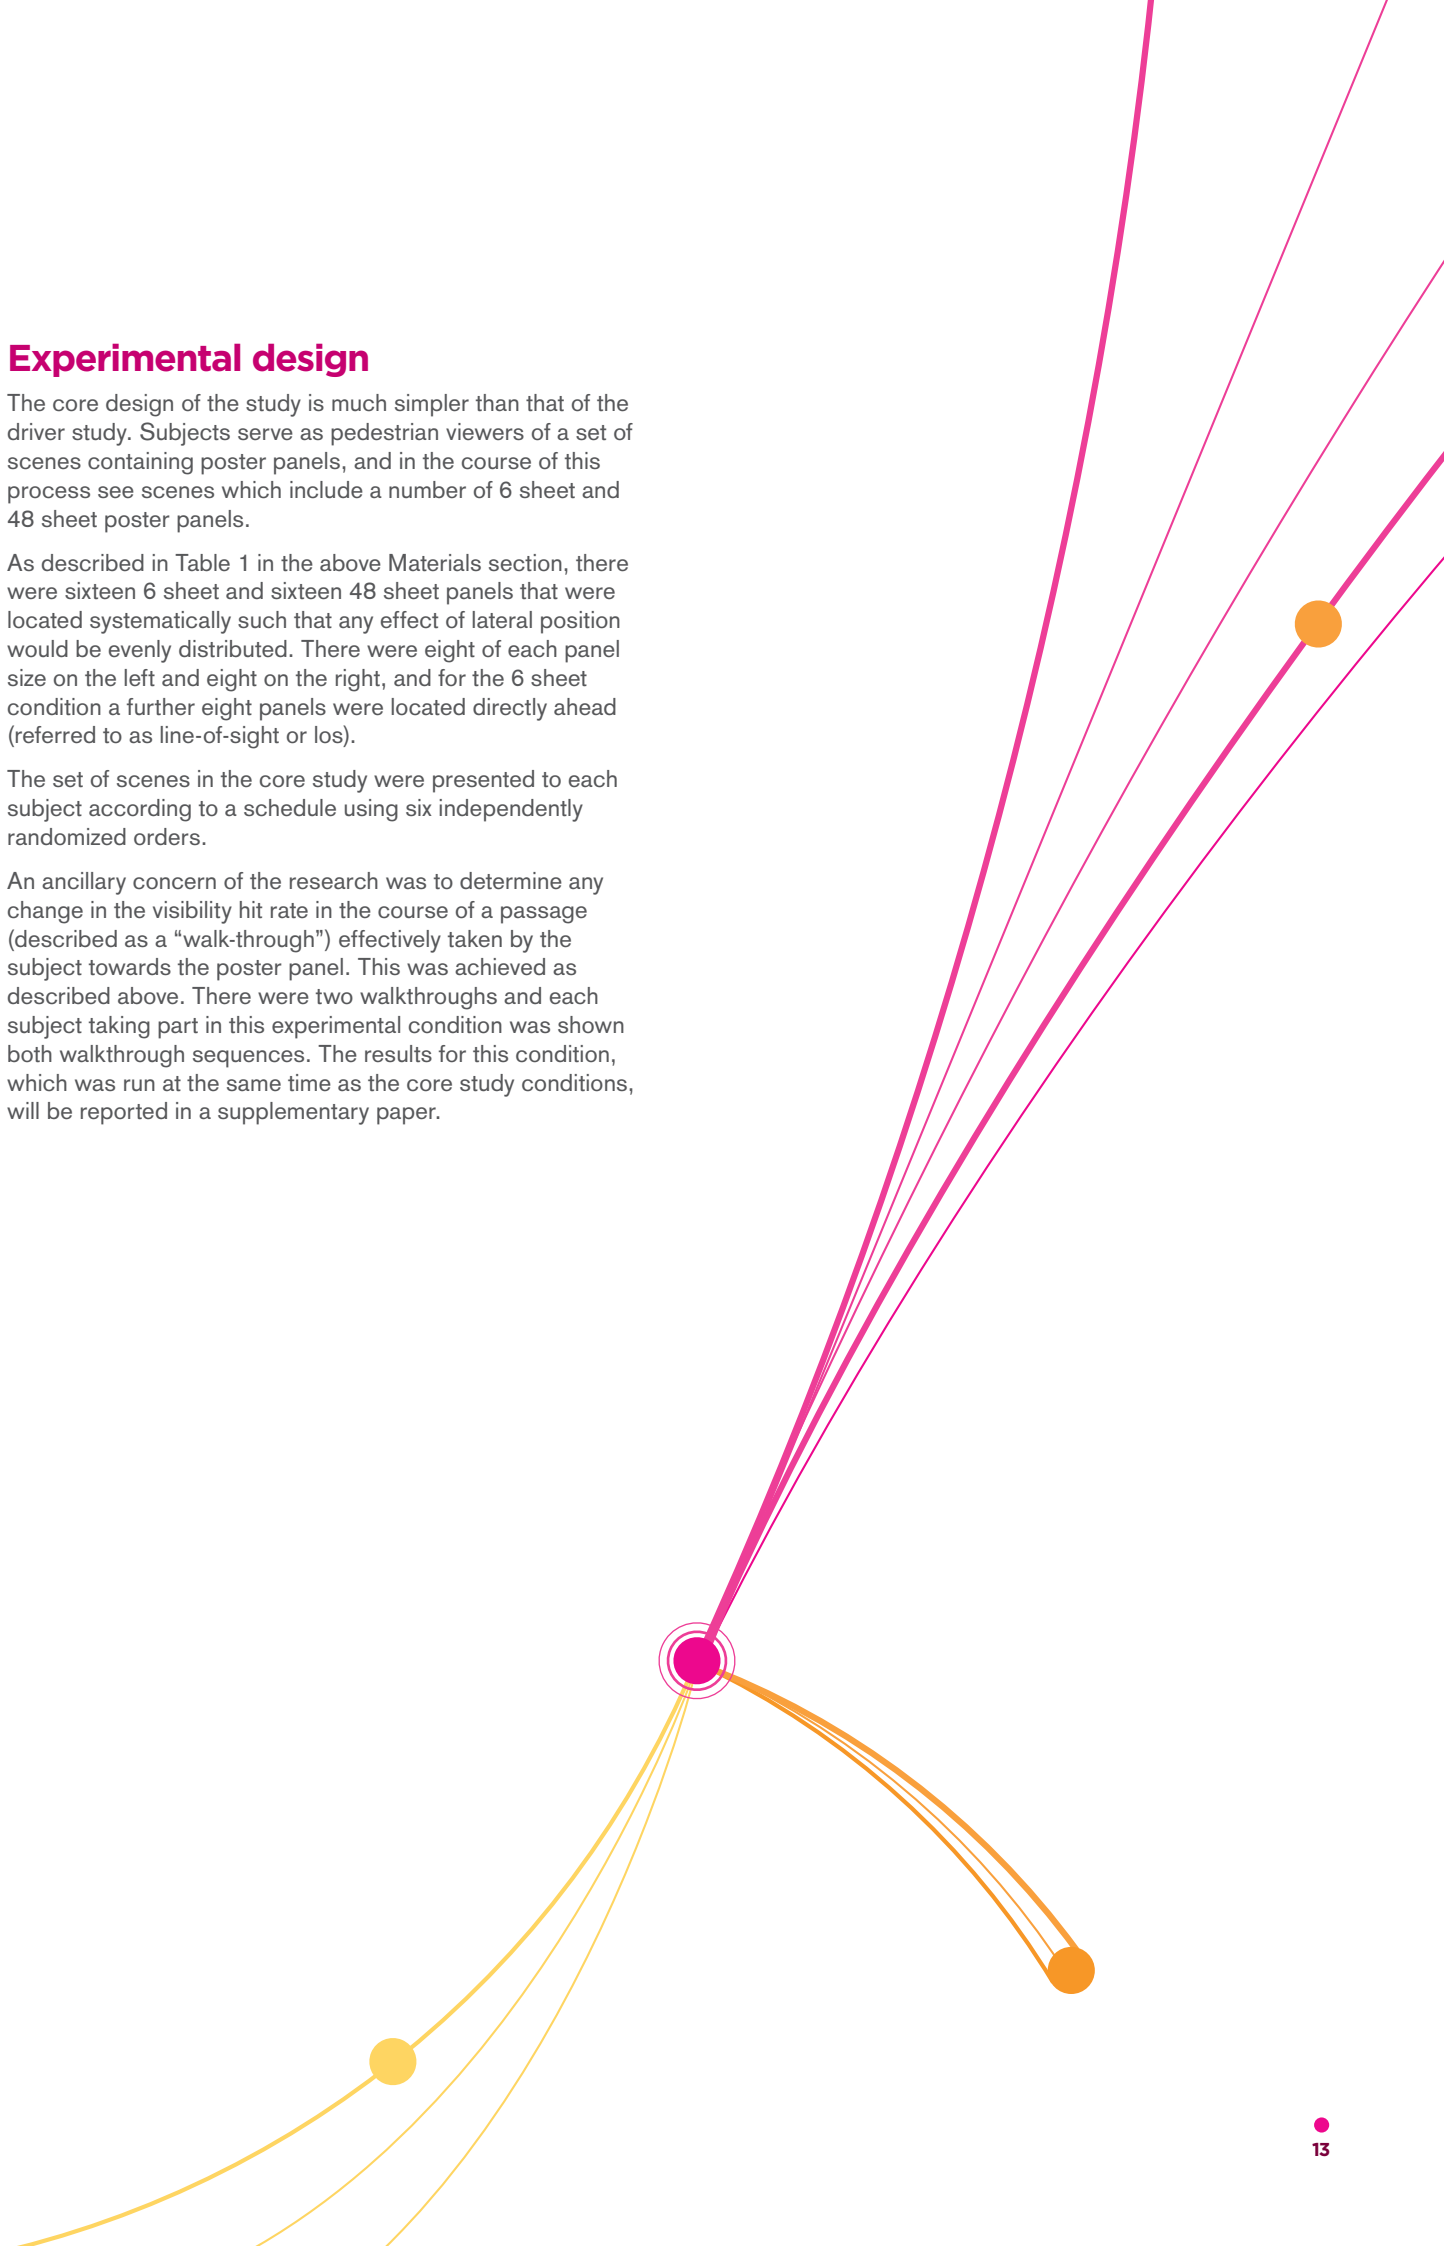 Experimental design
The core design of the study is much simpler than that of the
driver study. Subjects serve as pedestrian viewers of a set of
scenes containing poster panels, and in the course of this
process see scenes which include a number of 6 sheet and
48 sheet poster panels.
As described in Table 1 in the above Materials section, there
were sixteen 6 sheet and sixteen 48 sheet panels that were
located systematically such that any effect of lateral position
would be evenly distributed. There were eight of each panel
size on the left and eight on the right, and for the 6 sheet
condition a further eight panels were located directly ahead
(referred to as line-of-sight or los).
The set of scenes in the core study were presented to each
subject according to a schedule using six independently
randomized orders.
An ancillary concern of the research was to determine any
change in the visibility hit rate in the course of a passage
(described as a “walk-through”) effectively taken by the
subject towards the poster panel. This was achieved as
described above. There were two walkthroughs and each
subject taking part in this experimental condition was shown
both walkthrough sequences. The results for this condition,
which was run at the same time as the core study conditions,
will be reported in a supplementary paper.
13